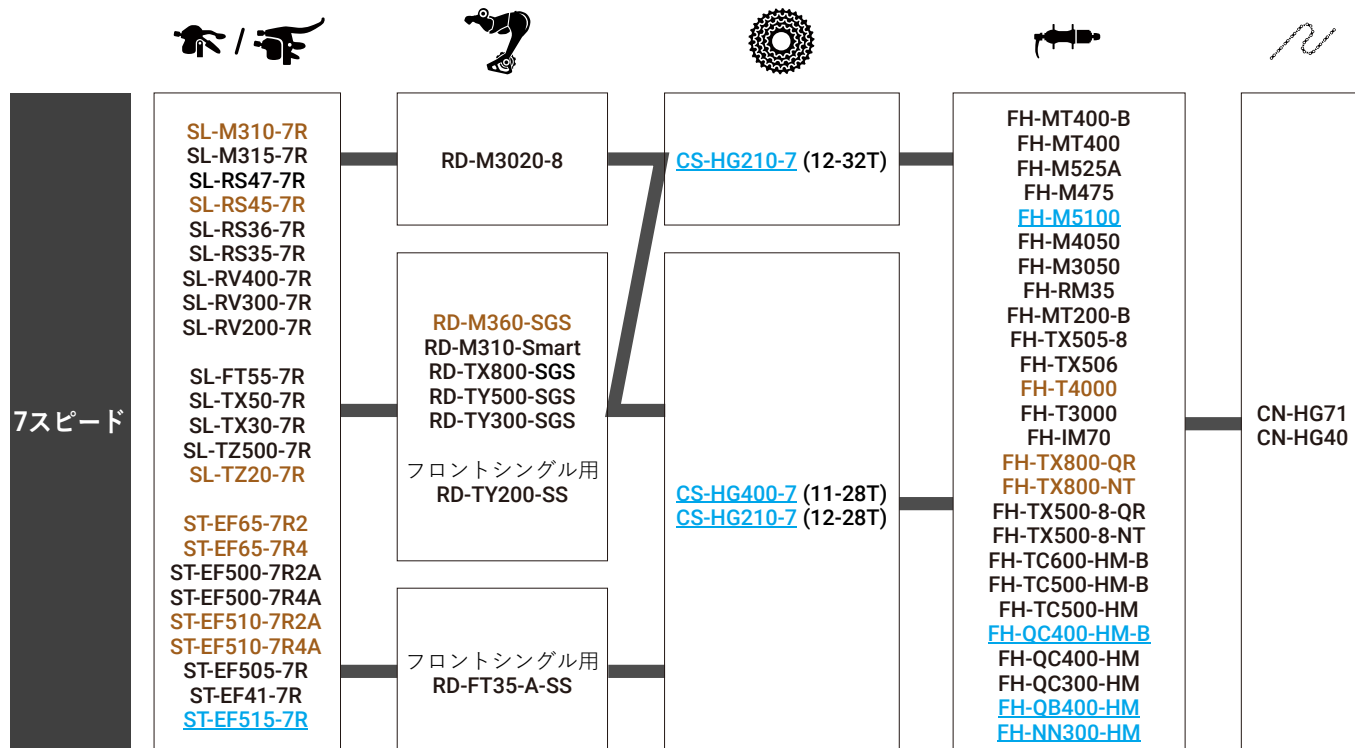 7スピード
SL-M310-7R
SL-M315-7R
SL-RS47-7R
SL-RS45-7R
SL-RS36-7R
SL-RS35-7R
SL-RV400-7R
SL-RV300-7R
SL-RV200-7R
SL-FT55-7R
SL-TX50-7R
SL-TX30-7R
SL-TZ500-7R
SL-TZ20-7R
ST-EF65-7R2
ST-EF65-7R4
ST-EF500-7R2A
ST-EF500-7R4A
ST-EF510-7R2A
ST-EF510-7R4A
ST-EF505-7R
ST-EF41-7R
ST-EF515-7R
RD-M3020-8
RD-M360-SGS
RD-M310-Smart
RD-TX800-SGS
RD-TY500-SGS
RD-TY300-SGS
フロントシングル用
RD-TY200-SS
フロントシングル用
RD-FT35-A-SS
CS-HG210-7 (12-32T)
CS-HG400-7 (11-28T)
CS-HG210-7 (12-28T)
FH-MT400-B
FH-MT400
FH-M525A
FH-M475
FH-M5100
FH-M4050
FH-M3050
FH-RM35
FH-MT200-B
FH-TX505-8
FH-TX506
FH-T4000
FH-T3000
FH-IM70
FH-TX800-QR
FH-TX800-NT
FH-TX500-8-QR
FH-TX500-8-NT
FH-TC600-HM-B
FH-TC500-HM-B
FH-TC500-HM
FH-QC400-HM-B
FH-QC400-HM
FH-QC300-HM
FH-QB400-HM
FH-NN300-HM
CN-HG71
CN-HG40